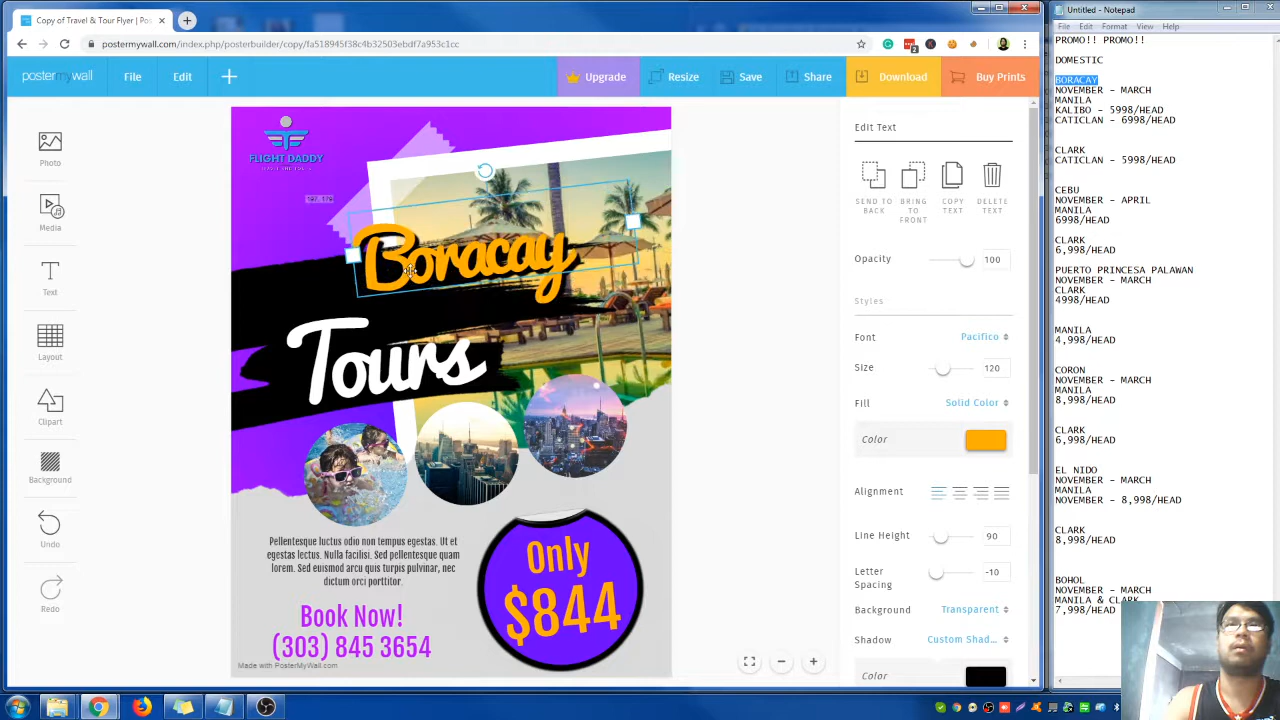 Copy of Travel & Tour Flyer | Pos
Untitled - Notepad
postermywall.com/index.php/posterbuilder/copy/fa518945f38c4b32503ebdf7a953c1cc
File Edit Format View Help
postermywall
File
Edit
Upgrade
Resize
Save
Share
Download
Buy Prints
Photo
Media
Text
Layout
Clipart
Background
Undo
Redo
FLIGHT DADDY
Boracay
Tours
Pellentesque luctus odio non tempus egestas. Ut et
egestas lectus. Nulla facilisi. Sed pellentesque quam
lorem. Sed euismod arcu quis turpis pulvinar, nec
dictum orci porttitor.
Book Now!
(303) 845 3654
Only
$844
Made with PosterMyWall.com
Edit Text
SEND TO
BACK
BRING
TO
FRONT
COPY
TEXT
DELETE
TEXT
Opacity 100
Styles
Font Pacifico
Size 120
Fill Solid Color
Color
Alignment
Line Height 90
Letter
Spacing -10
Background Transparent
Shadow Custom Shad...
Color
PROMO!! PROMO!!
DOMESTIC
BORACAY
NOVEMBER - MARCH
MANILA
KALIBO - 5998/HEAD
CATICLAN - 6998/HEAD
CLARK
CATICLAN - 5998/HEAD
CEBU
NOVEMBER - APRIL
MANILA
6998/HEAD
CLARK
6,998/HEAD
PUERTO PRINCESA PALAWAN
NOVEMBER - MARCH
CLARK
4998/HEAD
MANILA
4,998/HEAD
CORON
NOVEMBER - MARCH
MANILA
8,998/HEAD
CLARK
6,998/HEAD
EL NIDO
NOVEMBER - MARCH
MANILA
NOVEMBER - 8,998/HEAD
CLARK
8,998/HEAD
BOHOL
NOVEMBER - MARCH
MANILA & CLARK
7,998/HEAD